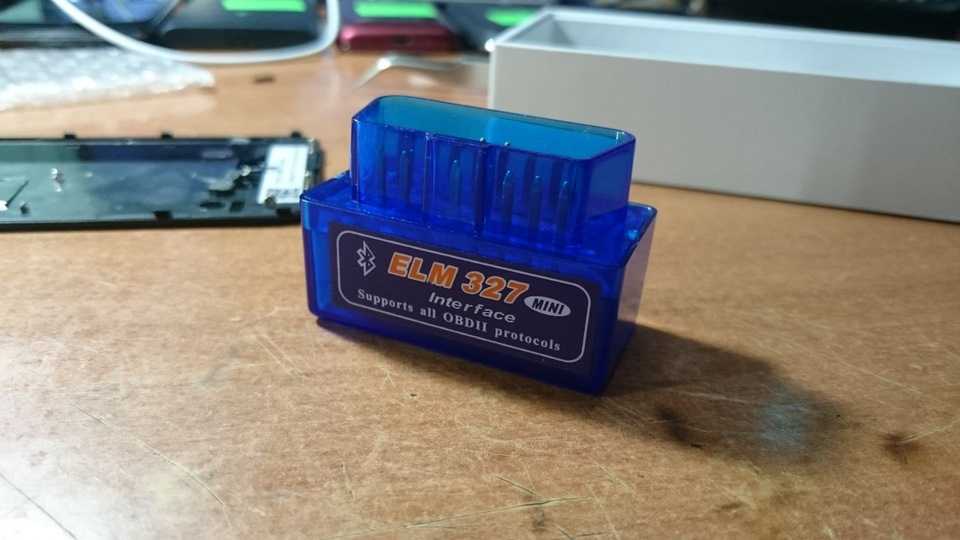 ELM 327
Interface MINI
Supports all OBDII protocols